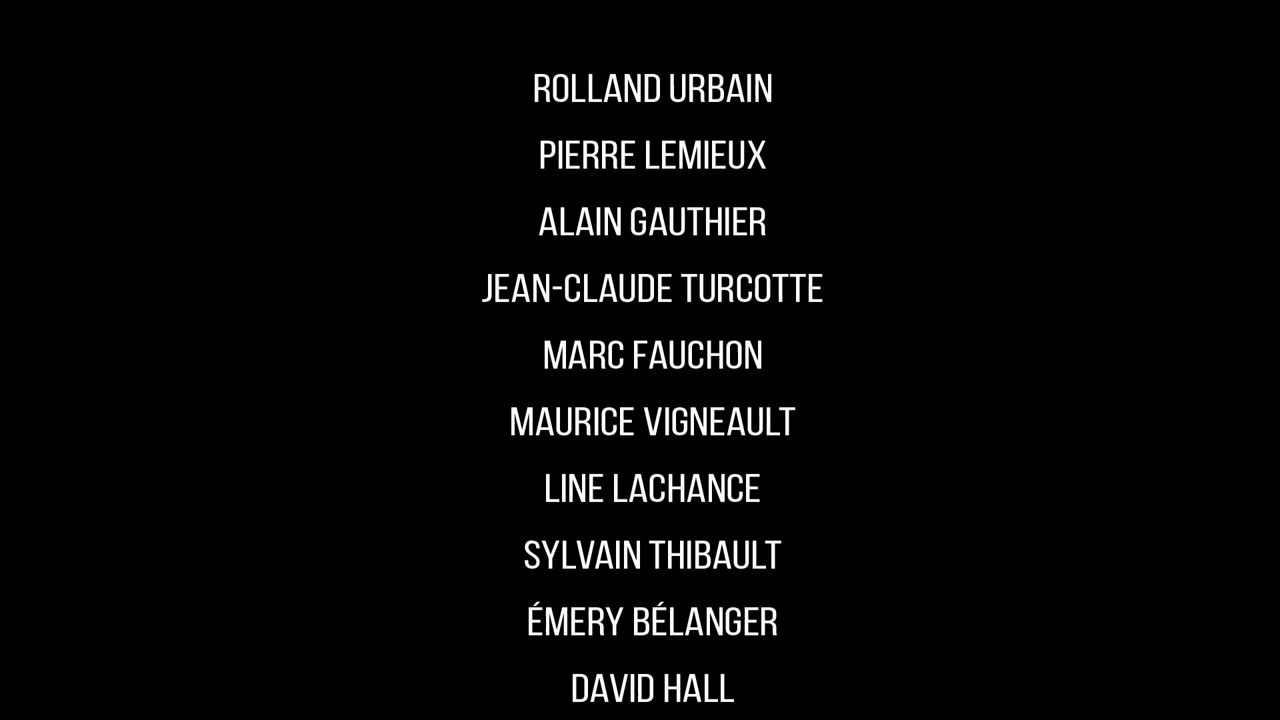 ROLLAND URBAIN
PIERRE LEMIEUX
ALAIN GAUTHIER
JEAN-CLAUDE TURCOTTE
MARC FAUCHON
MAURICE VIGNEAULT
LINE LACHANCE
SYLVAIN THIBAULT
ÉMERY BÉLANGER
DAVID HALL